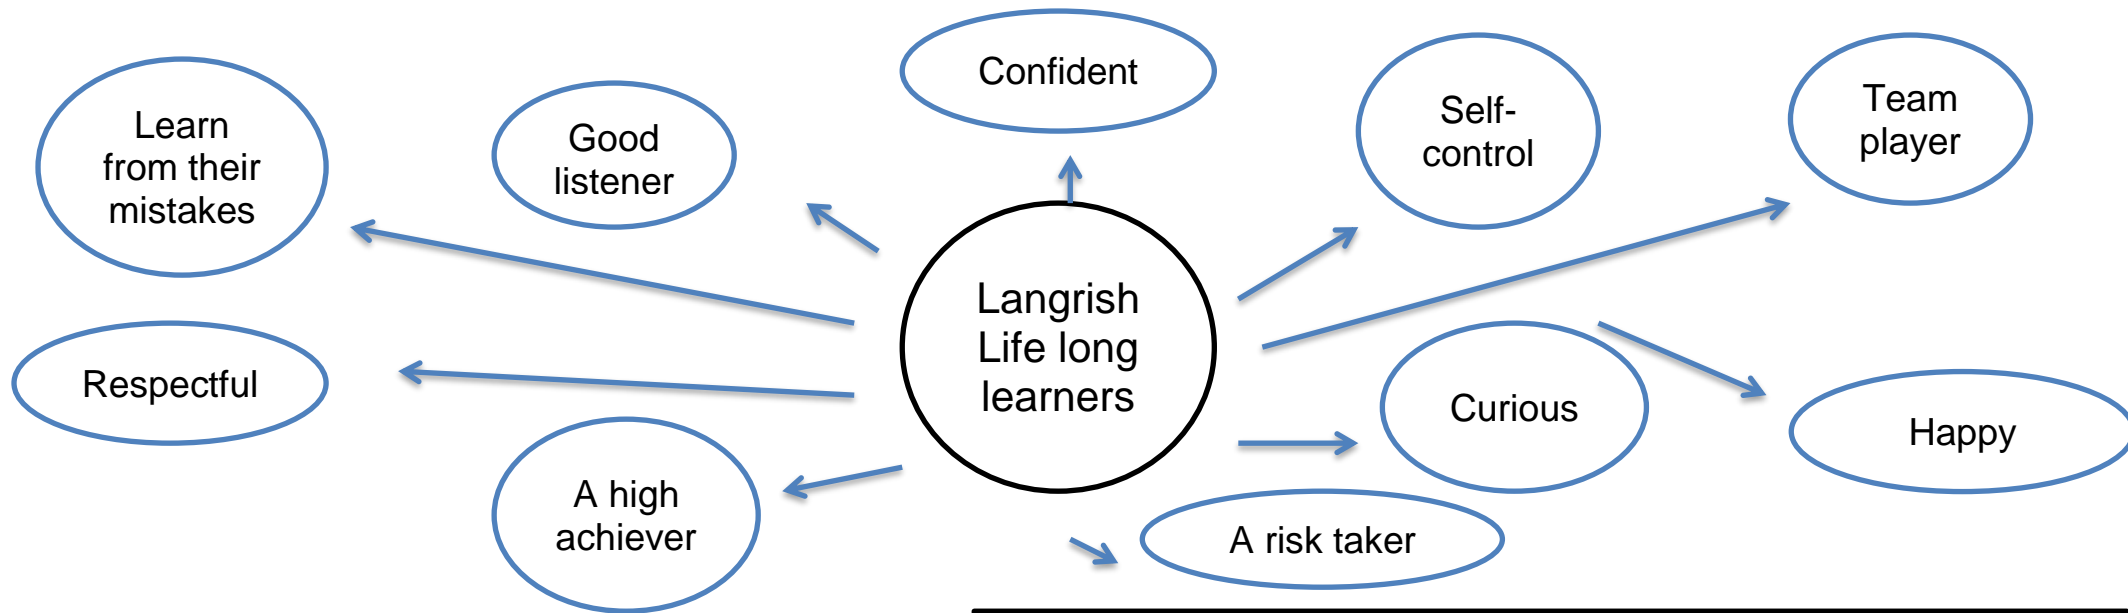 Confident
Learn
from their
mistakes
Good
listener
Self-
control
Team
player
Langrish
Life long
learners
Respectful
Curious
Happy
A high
achiever
A risk taker